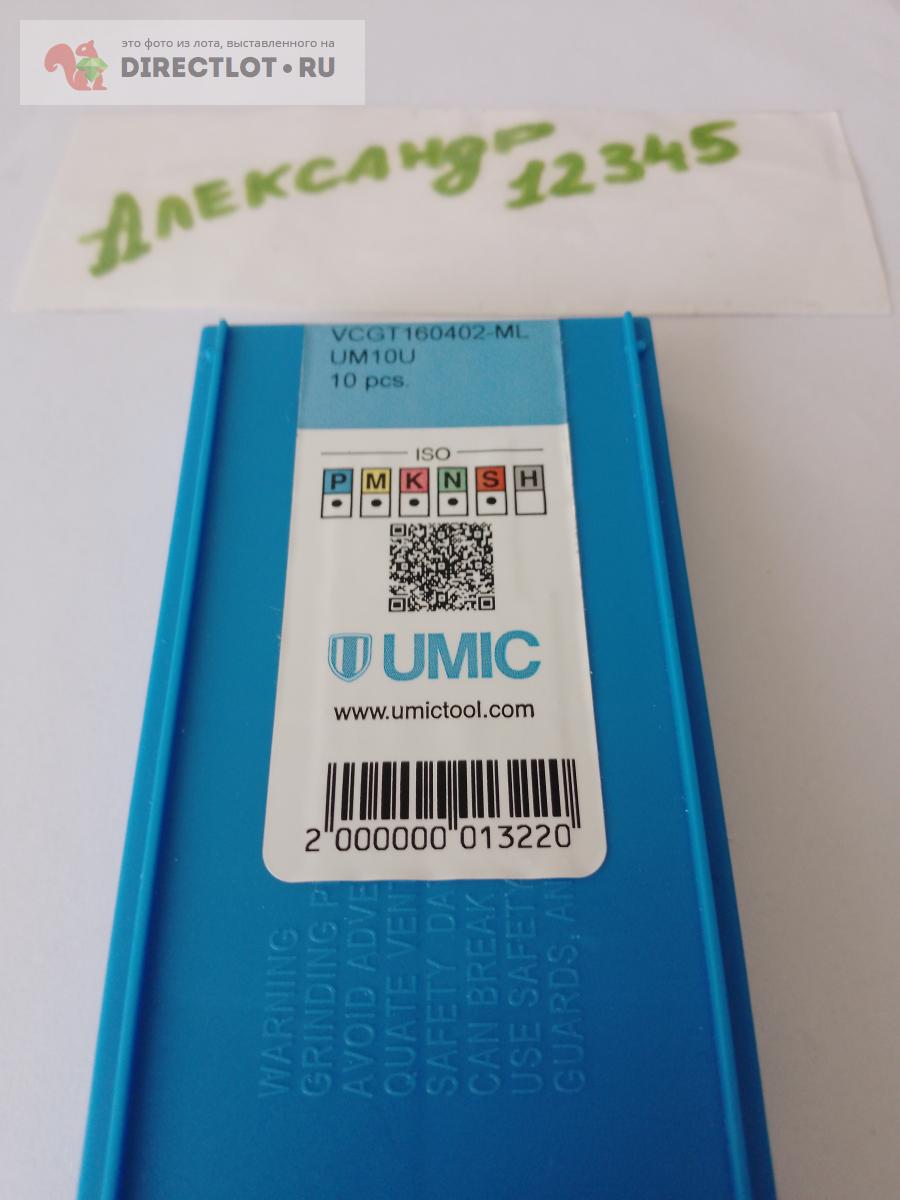 это фото из лота, выставленного на
DIRECTLOT•RU
АЛЕКСАНДР
12345
VCGT160402-ML
UM10U
10 pcs.
ISO
P M K N S H
UMIC
www.umictool.com
2 000000 013220
WARNING
GRINDING P
AVOID ADVE
QUATE VENT
SAFETY DA
CAN BREAK
USE SAFETY
GUARDS, AN